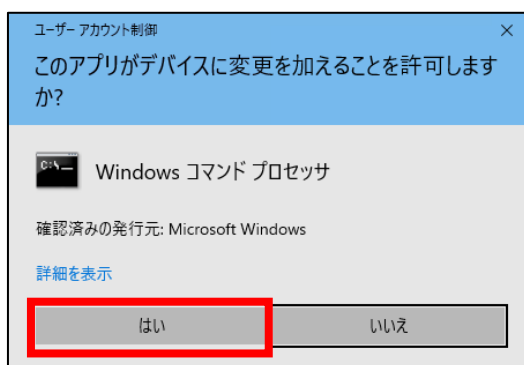 ユーザー アカウント制御
このアプリがデバイスに変更を加えることを許可します
か?
C:\_
Windows コマンド プロセッサ
確認済みの発行元: Microsoft Windows
詳細を表示
はい
いいえ